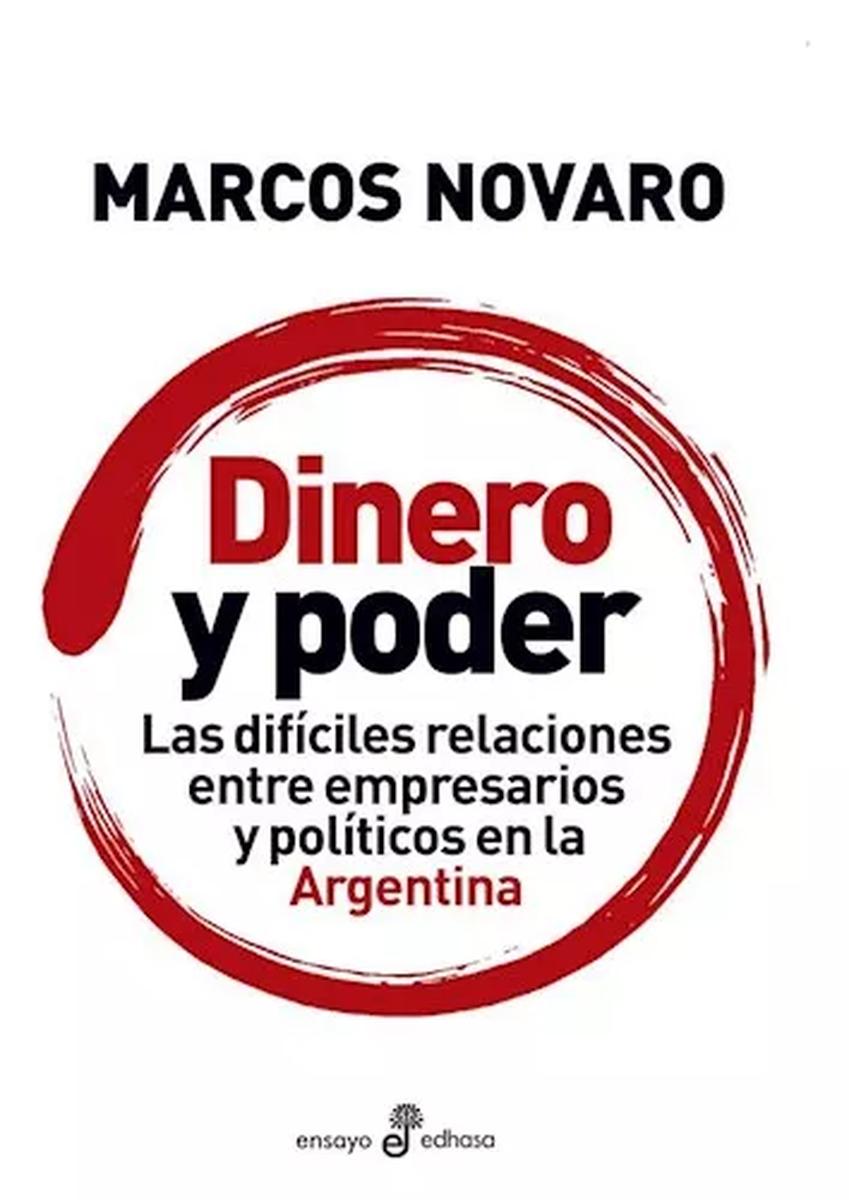 MARCOS NOVARO
Dinero
y poder
Las difíciles relaciones
entre empresarios
y políticos en la
Argentina
ensayo edhasa